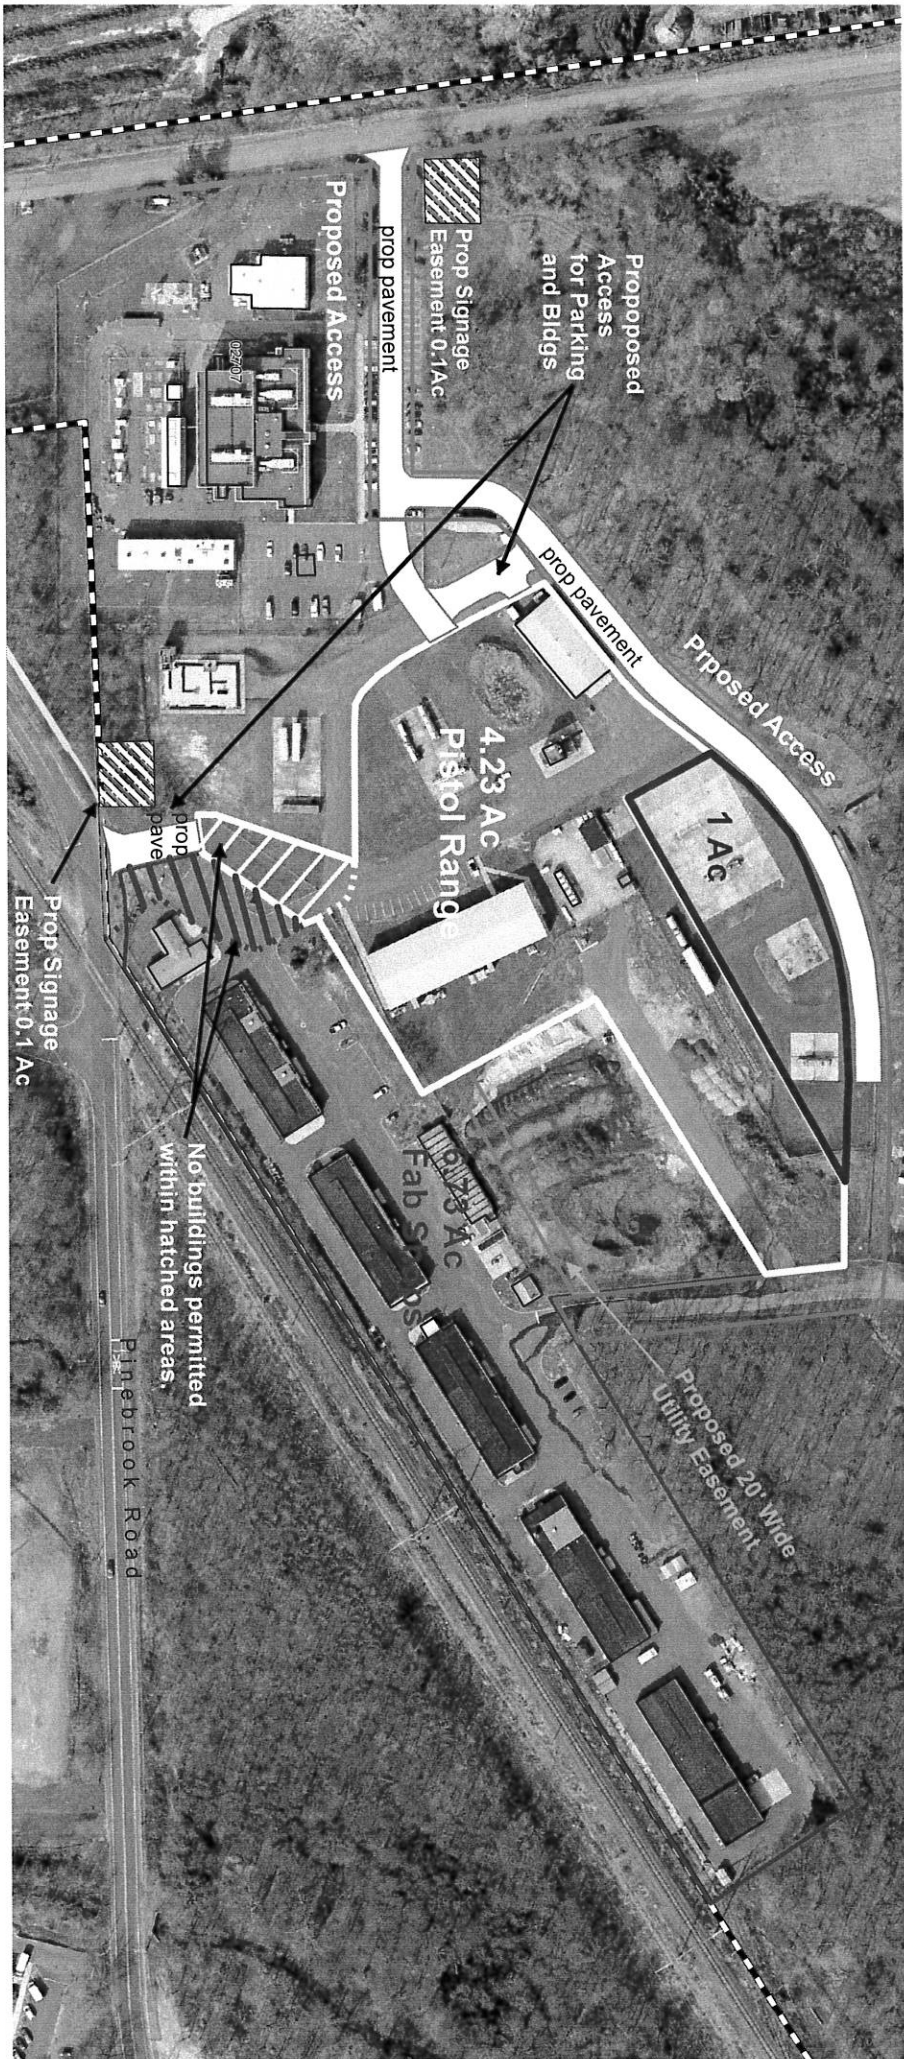 Prop Signage
Easement 0.1Ac
Propoposed
Access
for Parking
and Bldgs
Proposed Access
prop pavement
02707
prop pavement
Prposed Access
4.23 Ac
Pistol Range
1 Ac
prop
pave
Prop Signage
Easement 0.1 Ac
No buildings permitted
within hatched areas,
Ac
Fab
Proposed 20' Wide
Utility Easement
Pinebrook Road